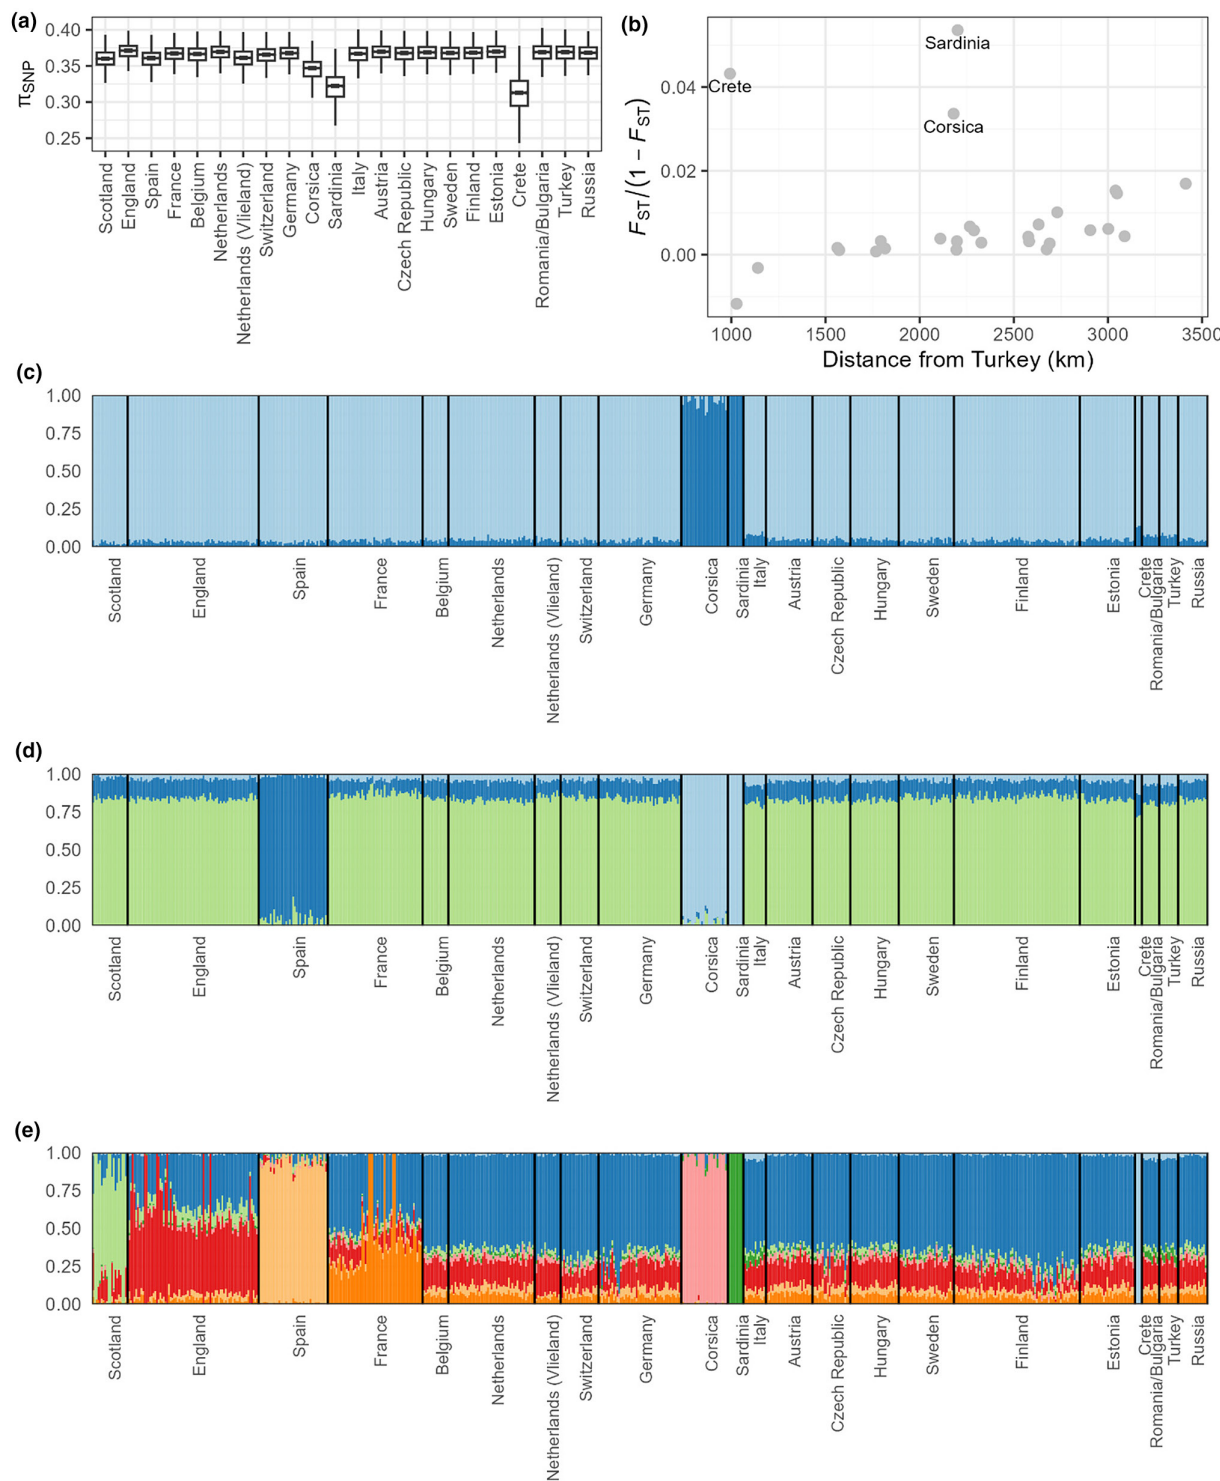 (a)
0.40
0.35
0.30
0.25
πSNP
Scotland
England
Spain
France
Belgium
Netherlands
Netherlands (Vlieland)
Switzerland
Germany
Corsica
Sardinia
Italy
Austria
Czech Republic
Hungary
Sweden
Finland
Estonia
Crete
Romania/Bulgaria
Turkey
Russia
(b)
Sardinia
Crete
Corsica
0.04
0.02
0.00
FST/(1 − FST)
1000 1500 2000 2500 3000 3500
Distance from Turkey (km)
(c)
1.00
0.75
0.50
0.25
0.00
Scotland
England
Spain
France
Belgium
Netherlands
Netherlands (Vlieland)
Switzerland
Germany
Corsica
Sardinia
Italy
Austria
Czech Republic
Hungary
Sweden
Finland
Estonia
Crete
Romania/Bulgaria
Turkey
Russia
(d)
1.00
0.75
0.50
0.25
0.00
Scotland
England
Spain
France
Belgium
Netherlands
Netherlands (Vlieland)
Switzerland
Germany
Corsica
Sardinia
Italy
Austria
Czech Republic
Hungary
Sweden
Finland
Estonia
Crete
Romania/Bulgaria
Turkey
Russia
(e)
1.00
0.75
0.50
0.25
0.00
Scotland
England
Spain
France
Belgium
Netherlands
Netherlands (Vlieland)
Switzerland
Germany
Corsica
Sardinia
Italy
Austria
Czech Republic
Hungary
Sweden
Finland
Estonia
Crete
Romania/Bulgaria
Turkey
Russia